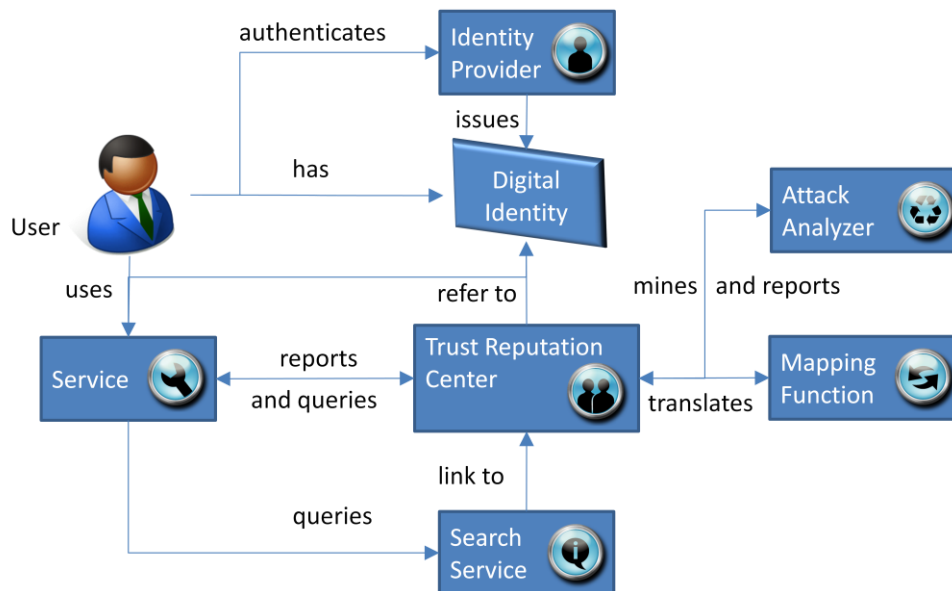 authenticates
Identity
Provider
issues
has
Digital
Identity
User
Attack
Analyzer
uses
refer to
mines
and reports
Service
reports
and queries
Trust Reputation
Center
translates
Mapping
Function
link to
queries
Search
Service